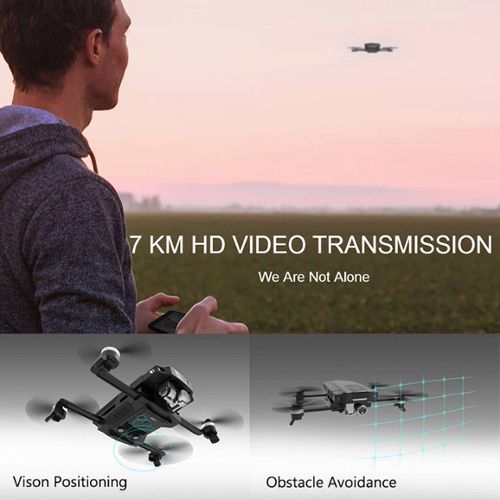 7 KM HD VIDEO TRANSMISSION
We Are Not Alone
Vison Positioning
Obstacle Avoidance